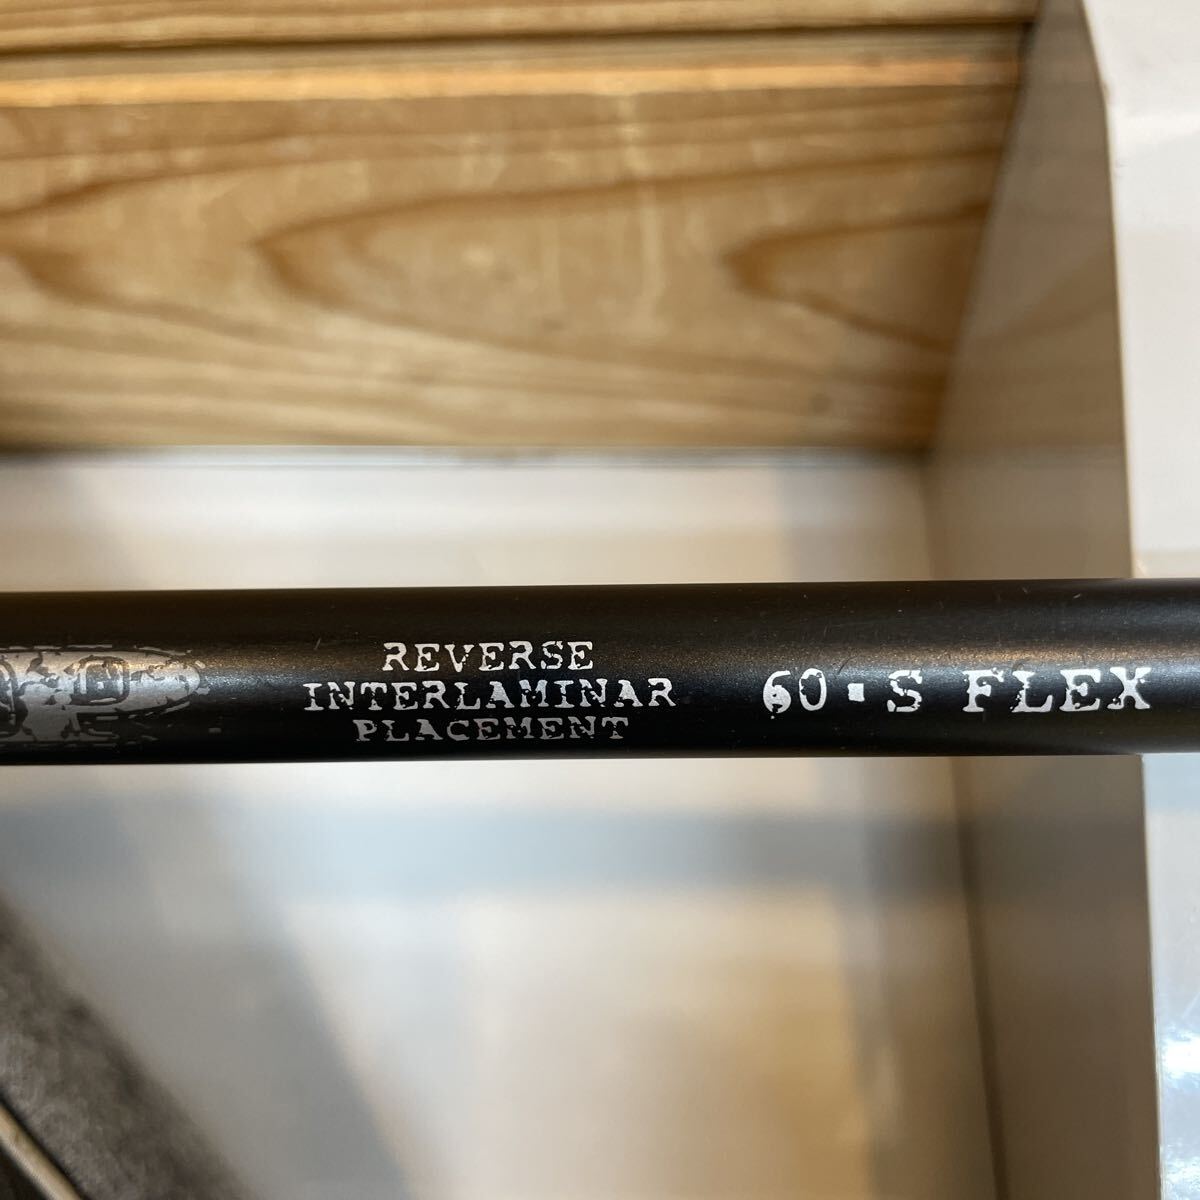 REVERSE
INTERLAMINAR
PLACEMENT
60▪S FLEX